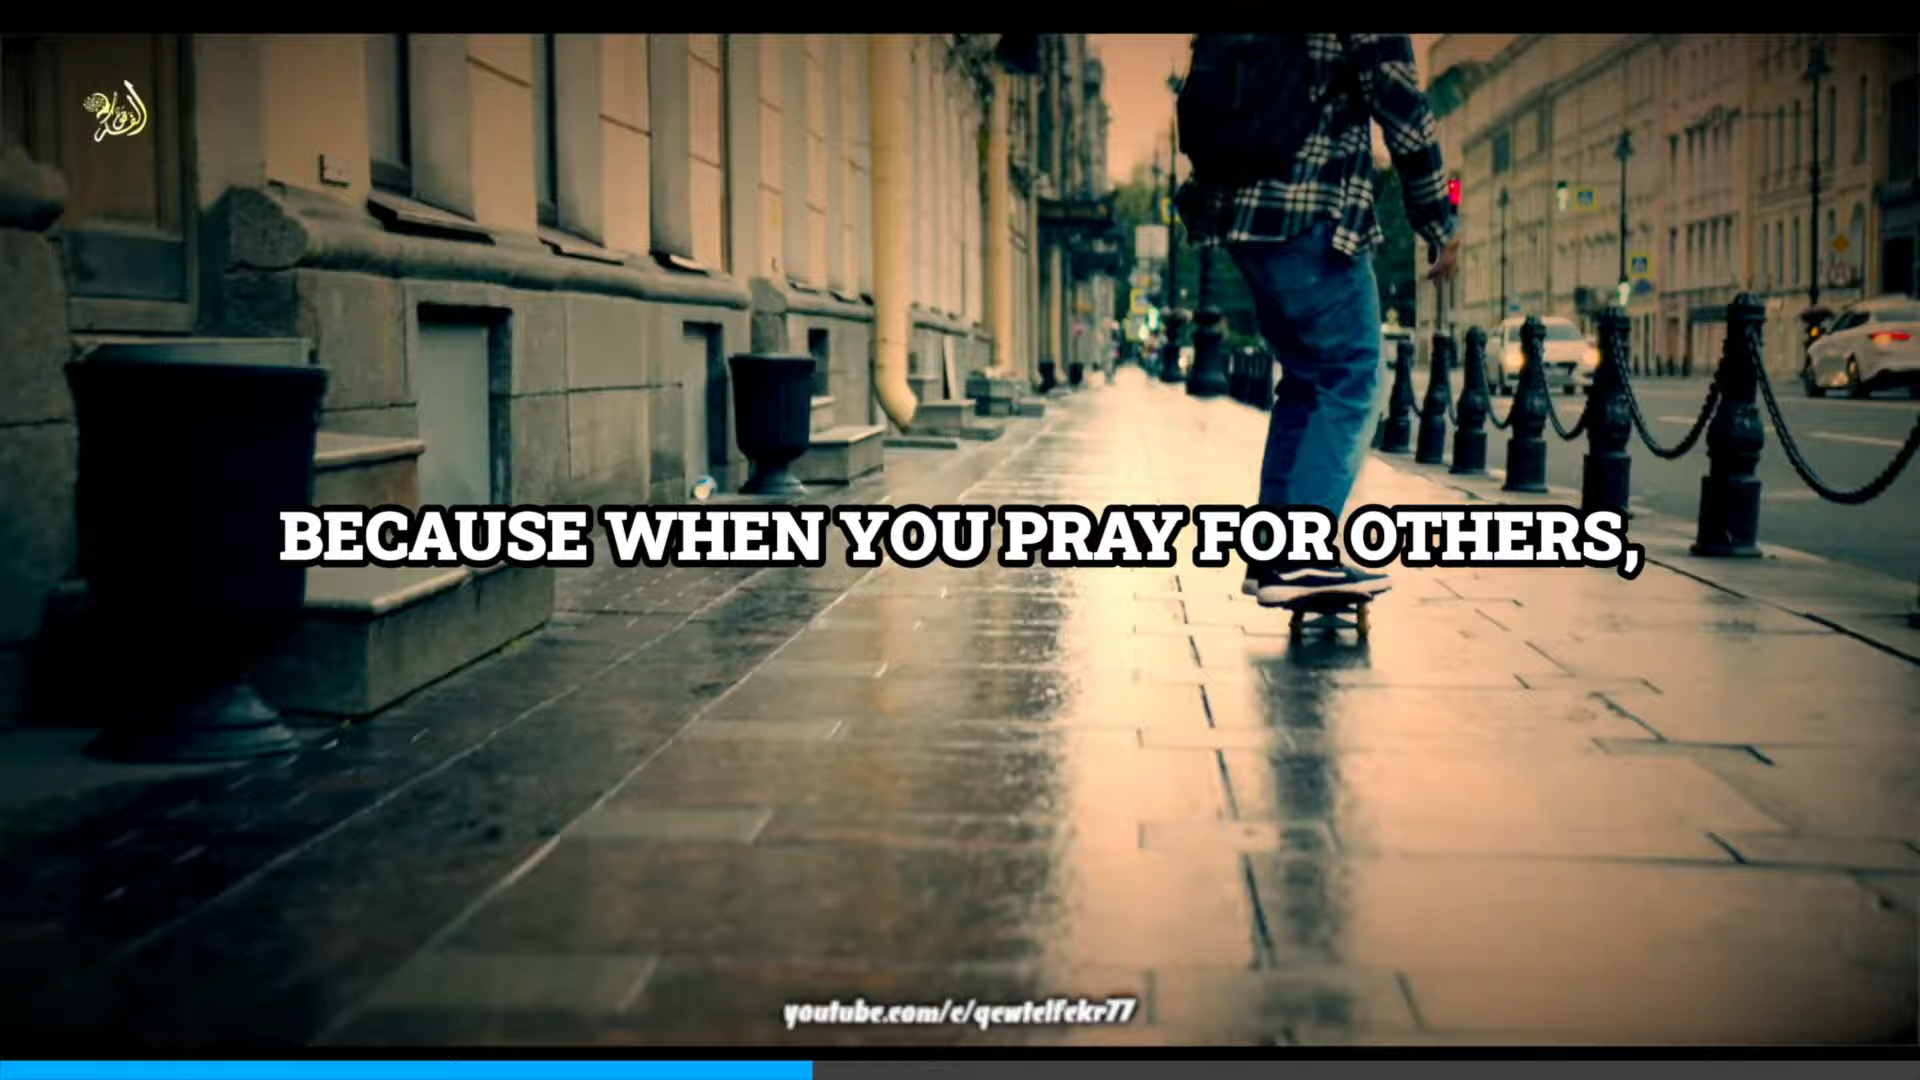 BECAUSE WHEN YOU PRAY FOR OTHERS,
youtube.com/c/qewtelfekr77